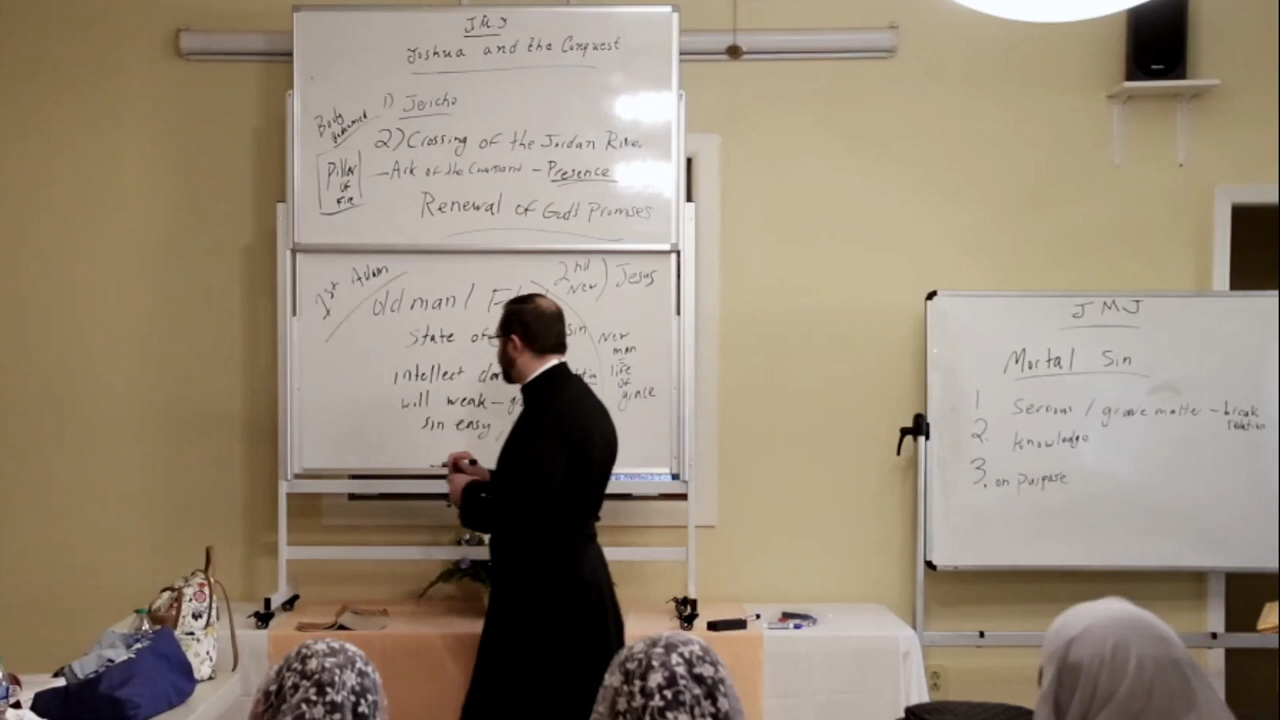 J.M.J
Joshua and the Conquest
1) Jericho
Body
2) Crossing of the Jordan River
Pillar
of
Fire
—Ark of the Covenant – Presence
Renewal of God's Promises
1st Adam
2nd
New) Jesus
old man /
State of
sin
New
man
=
life
of
grace
intellect
will weak –
sin easy,
JMJ
Mortal Sin
1 Serious / grave matter – break
relation
2. Knowledge
3. on purpose